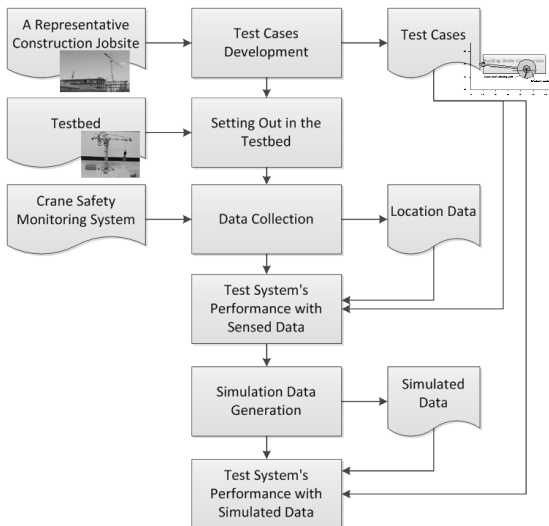 A Representative
Construction Jobsite
Test Cases
Development
Test Cases
Testbed
Setting Out in the
Testbed
Crane Safety
Monitoring System
Data Collection
Location Data
Test System's
Performance with
Sensed Data
Simulation Data
Generation
Simulated
Data
Test System's
Performance with
Simulated Data